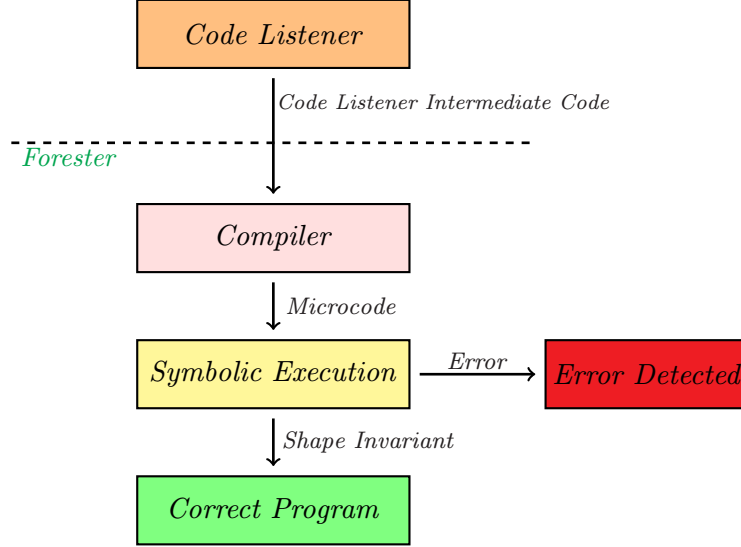 Code Listener
Code Listener Intermediate Code
Forester
Compiler
Microcode
Symbolic Execution
Error
Error Detected
Shape Invariant
Correct Program